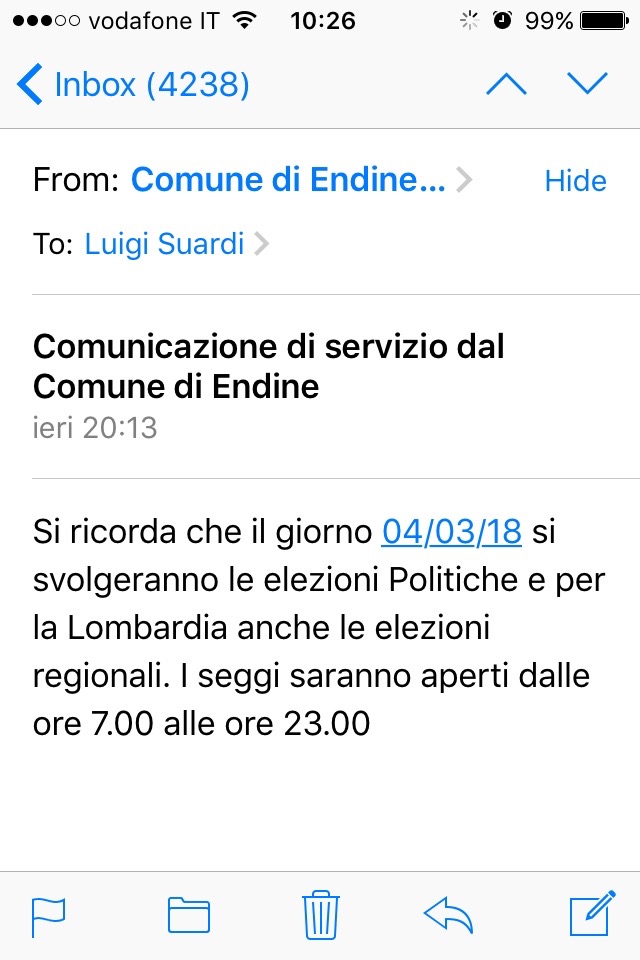 vodafone IT 10:26 99%
Inbox (4238)
From: Comune di Endine... Hide
To: Luigi Suardi
Comunicazione di servizio dal
Comune di Endine
ieri 20:13
Si ricorda che il giorno 04/03/18 si
svolgeranno le elezioni Politiche e per
la Lombardia anche le elezioni
regionali. I seggi saranno aperti dalle
ore 7.00 alle ore 23.00